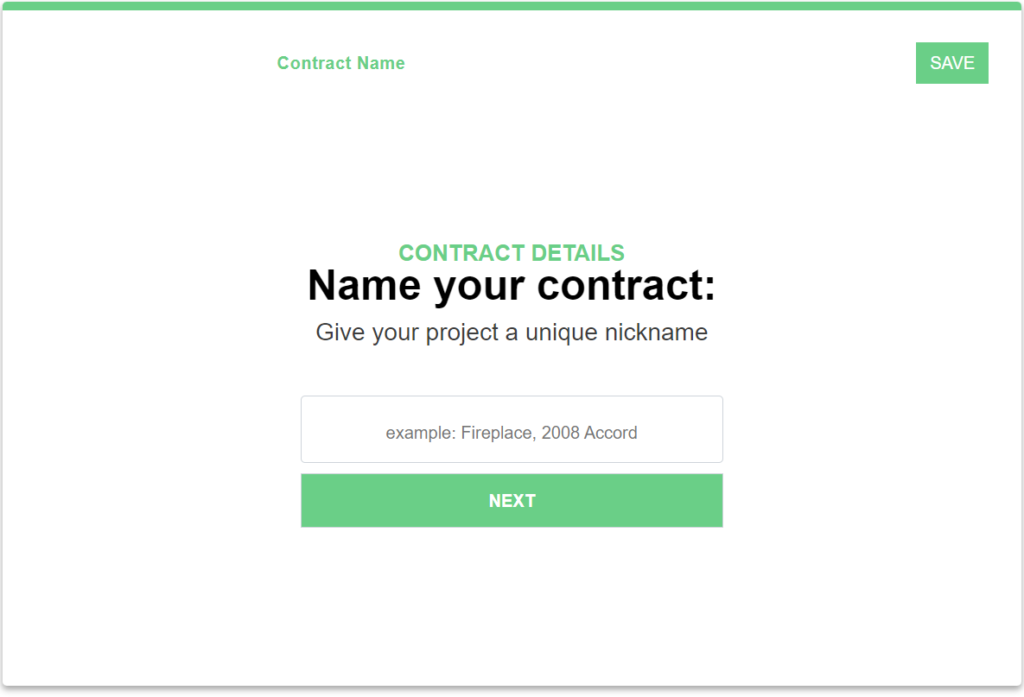 Contract Name
SAVE
CONTRACT DETAILS
Name your contract:
Give your project a unique nickname
example: Fireplace, 2008 Accord
NEXT